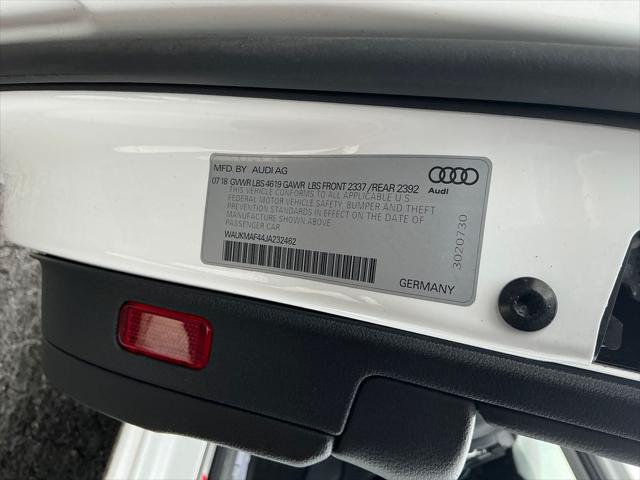 MFD. BY AUDI AG
07 18 GVWR LBS 4619 GAWR LBS FRONT 2337 / REAR 2392
THIS VEHICLE CONFORMS TO ALL APPLICABLE U S
FEDERAL MOTOR VEHICLE SAFETY, BUMPER AND THEFT
PREVENTION STANDARDS IN EFFECT ON THE DATE OF
MANUFACTURE SHOWN ABOVE
PASSENGER CAR
WAUKMAF44JA232462
Audi
3020730
GERMANY